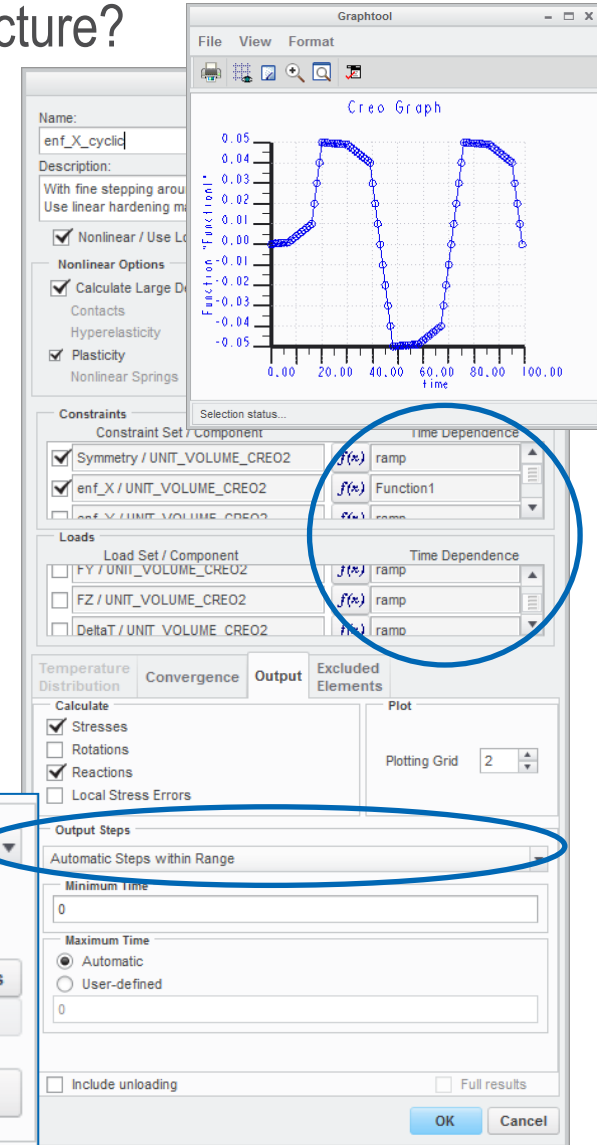 cture?
Graphtool
File View Format
Creo Graph
Function "Function1"
0.05
0.04
0.03
0.02
0.01
0.00
-0.01
-0.02
-0.03
-0.04
-0.05
0.00 20.00 40.00 60.00 80.00 100.00
time
Selection status...
Name:
enf_X_cyclic
Description:
With fine stepping arou
Use linear hardening ma
Nonlinear / Use Lo
Nonlinear Options
Calculate Large De
Contacts
Hyperelasticity
Plasticity
Nonlinear Springs
Constraints
Constraint Set / Component Time Dependence
Symmetry / UNIT_VOLUME_CREO2 f(x) ramp
enf_X / UNIT_VOLUME_CREO2 f(x) Function1
enf_Y / UNIT_VOLUME_CREO2 f(x) ramp
Loads
Load Set / Component Time Dependence
FY / UNIT_VOLUME_CREO2 f(x) ramp
FZ / UNIT_VOLUME_CREO2 f(x) ramp
DeltaT / UNIT_VOLUME_CREO2 f(x) ramp
Temperature Distribution Convergence Output Excluded Elements
Calculate Plot
Stresses
Rotations
Plotting Grid 2
Reactions
Local Stress Errors
Output Steps
Automatic Steps within Range
Minimum Time
0
Maximum Time
Automatic
s
User-defined
0
Include unloading Full results
OK Cancel